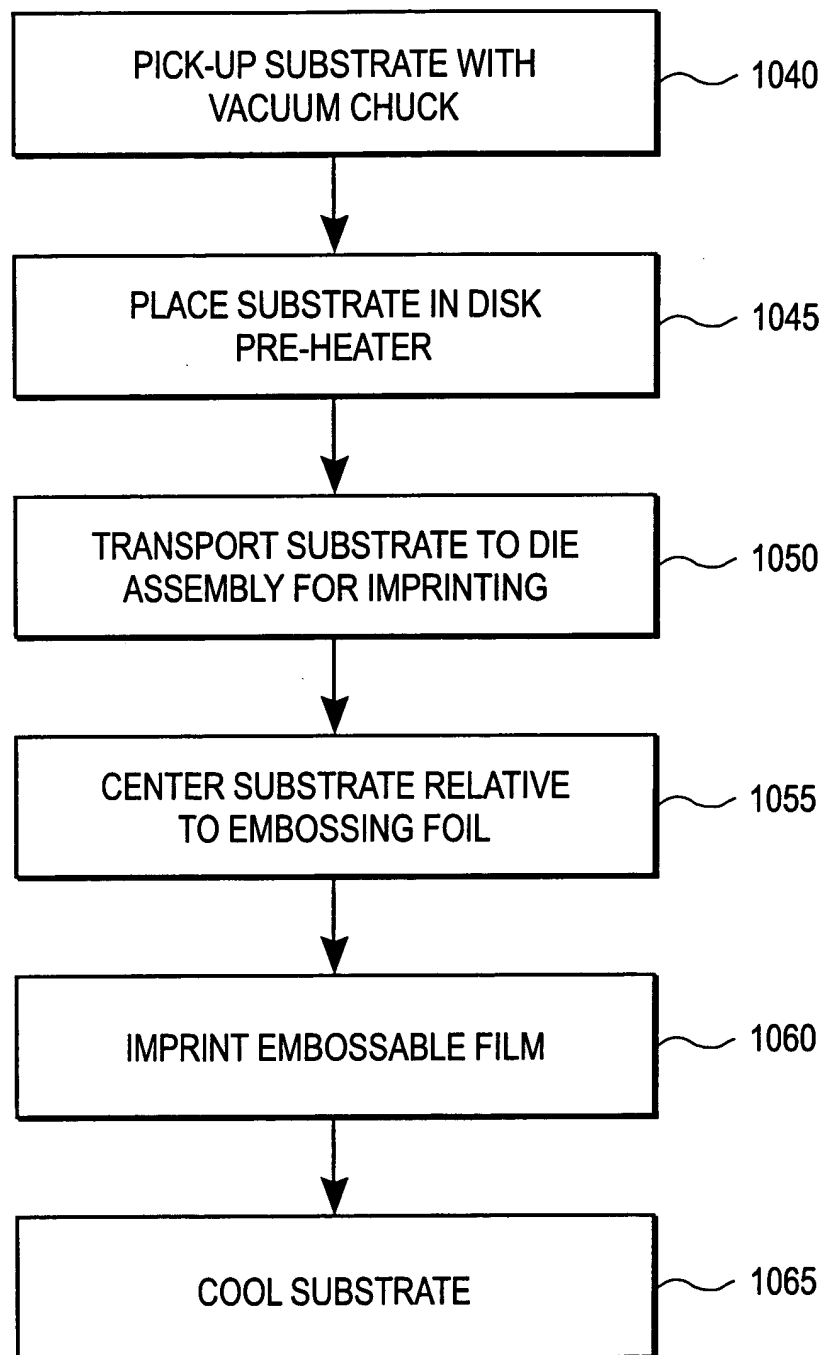 PICK-UP SUBSTRATE WITH
VACUUM CHUCK
1040
PLACE SUBSTRATE IN DISK
PRE-HEATER
1045
TRANSPORT SUBSTRATE TO DIE
ASSEMBLY FOR IMPRINTING
1050
CENTER SUBSTRATE RELATIVE
TO EMBOSSING FOIL
1055
IMPRINT EMBOSSABLE FILM
1060
COOL SUBSTRATE
1065